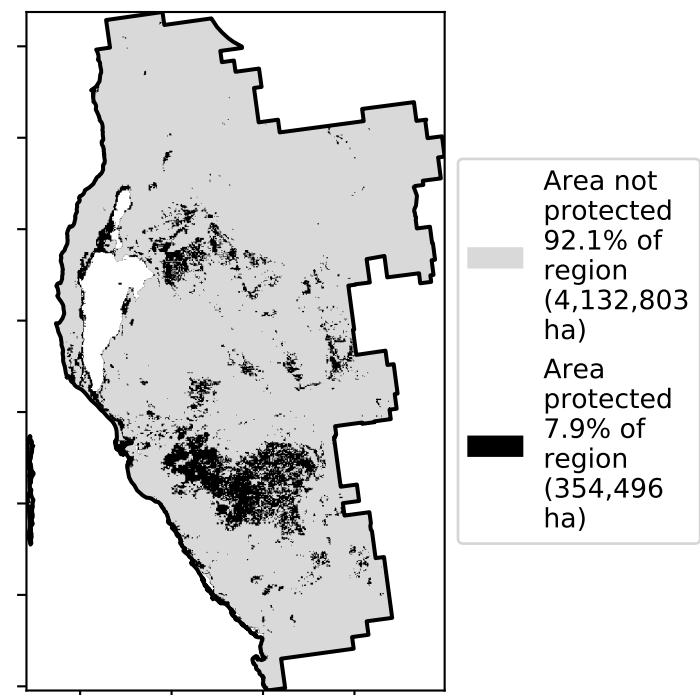 Area not
protected
92.1% of
region
(4,132,803
ha)
Area
protected
7.9% of
region
(354,496
ha)